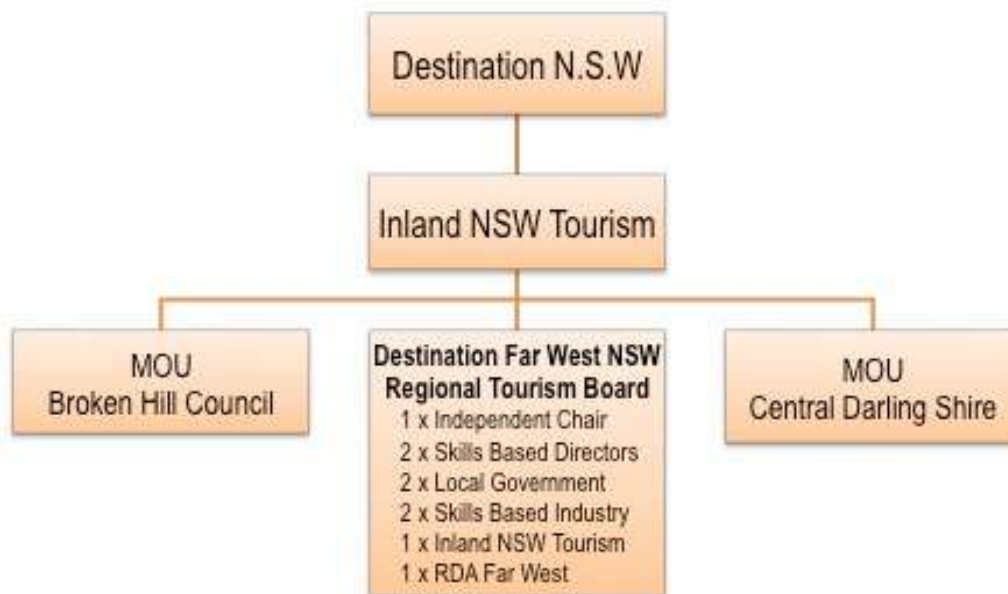 Destination N.S.W
Inland NSW Tourism
MOU
Broken Hill Council
Destination Far West NSW
Regional Tourism Board
1 x Independent Chair
2 x Skills Based Directors
2 x Local Government
2 x Skills Based Industry
1 x Inland NSW Tourism
1 x RDA Far West
MOU
Central Darling Shire